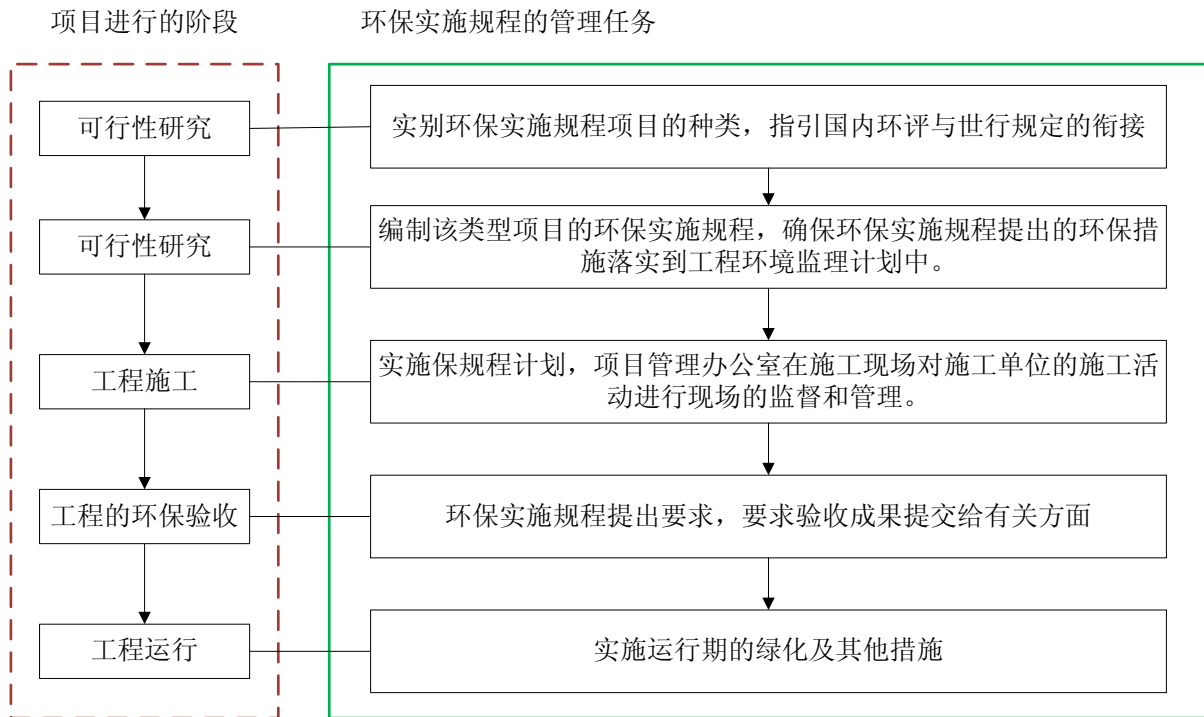 项目进行的阶段
环保实施规程的管理任务
可行性研究
实别环保实施规程项目的种类，指引国内环评与世行规定的衔接
可行性研究
编制该类型项目的环保实施规程，确保环保实施规程提出的环保措
施落实到工程环境监理计划中。
工程施工
实施保规程计划，项目管理办公室在施工现场对施工单位的施工活
动进行现场的监督和管理。
工程的环保验收
环保实施规程提出要求，要求验收成果提交给有关方面
工程运行
实施运行期的绿化及其他措施